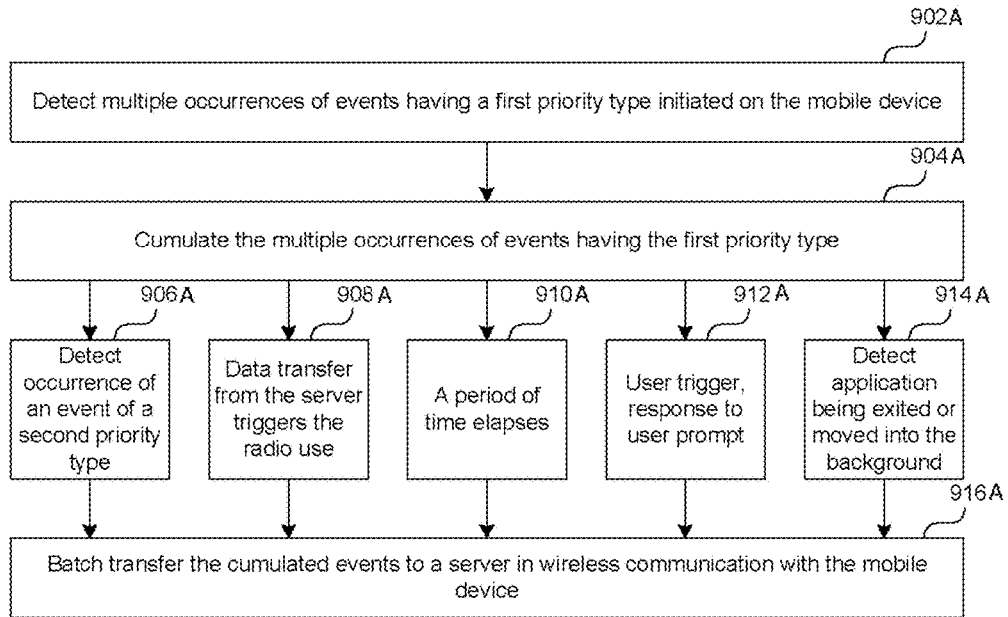 902A
Detect multiple occurrences of events having a first priority type initiated on the mobile device
904A
Cumulate the multiple occurrences of events having the first priority type
906A
908A
910A
912A
914A
Detect
occurrence of
an event of a
second priority
type
Data transfer
from the server
triggers the
radio use
A period of
time elapses
User trigger,
response to
user prompt
Detect
application
being exited or
moved into the
background
916A
Batch transfer the cumulated events to a server in wireless communication with the mobile
device